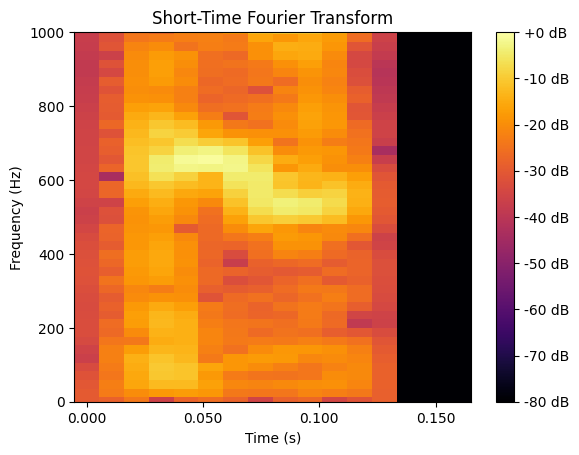 Short-Time Fourier Transform
1000
800
600
400
200
0
Frequency (Hz)
0.000
0.050
0.100
0.150
Time (s)
+0 dB
-10 dB
-20 dB
-30 dB
-40 dB
-50 dB
-60 dB
-70 dB
-80 dB